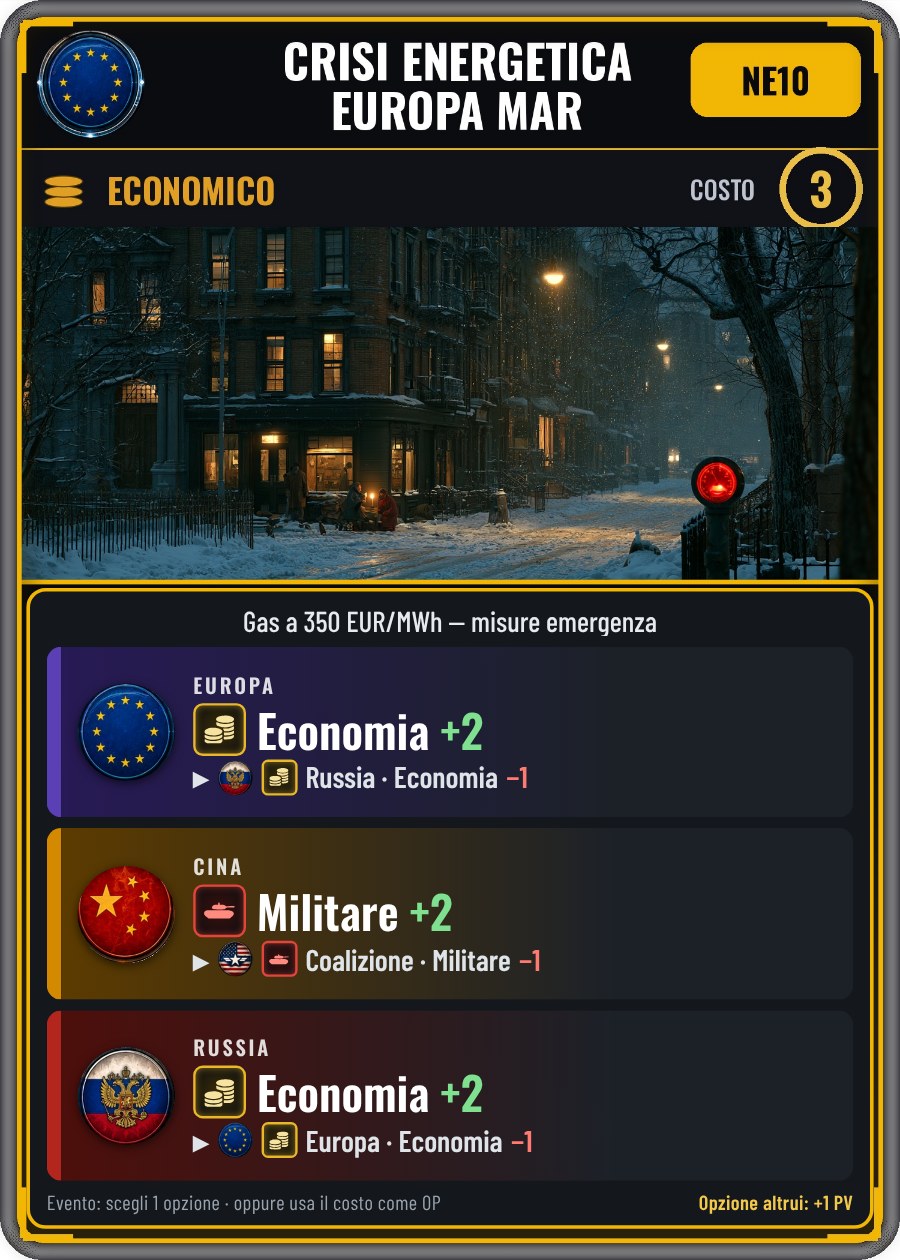 CRISI ENERGETICA
EUROPA MAR
NE10
ECONOMICO
COSTO
3
Gas a 350 EUR/MWh — misure emergenza
EUROPA
Economia +2
▶ Russia · Economia −1
CINA
Militare +2
▶ Coalizione · Militare −1
RUSSIA
Economia +2
▶ Europa · Economia −1
Evento: scegli 1 opzione · oppure usa il costo come OP
Opzione altrui: +1 PV